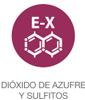 E-X
DIÓXIDO DE AZUFRE
Y SULFITOS